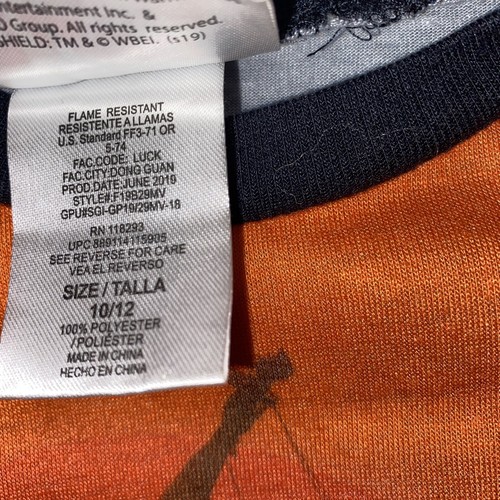 ntertainment Inc. &
Group. All rights reserved.
SHIELD: TM & © WBEI. (s19)
FLAME RESISTANT
RESISTENTE A LLAMAS
U.S. Standard FF3-71 OR
5-74
FAC.CODE: LUCK
FAC.CITY:DONG GUAN
PROD.DATE:JUNE 2019
STYLE#:F19B29MV
GPU#SGI-GP19/29MV-18
RN 118293
UPC 889114115905
SEE REVERSE FOR CARE
VEA EL REVERSO
SIZE / TALLA
10/12
100% POLYESTER
/ POLIÉSTER
MADE IN CHINA
HECHO EN CHINA